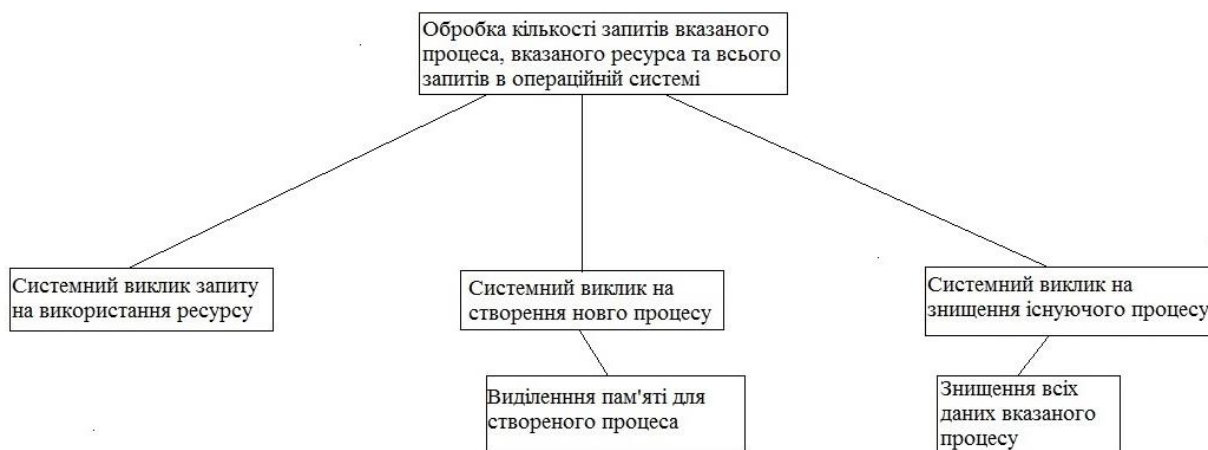 Обробка кількості запитів вказаного
процеса, вказаного ресурса та всього
запитів в операційній системі
Системний виклик запиту
на використання ресурсу
Системний виклик на
створення новго процесу
Системний виклик на
знищення існуючого процесу
Виділенння пам'яті для
створеного процеса
Знищення всіх
даних вказаного
процесу